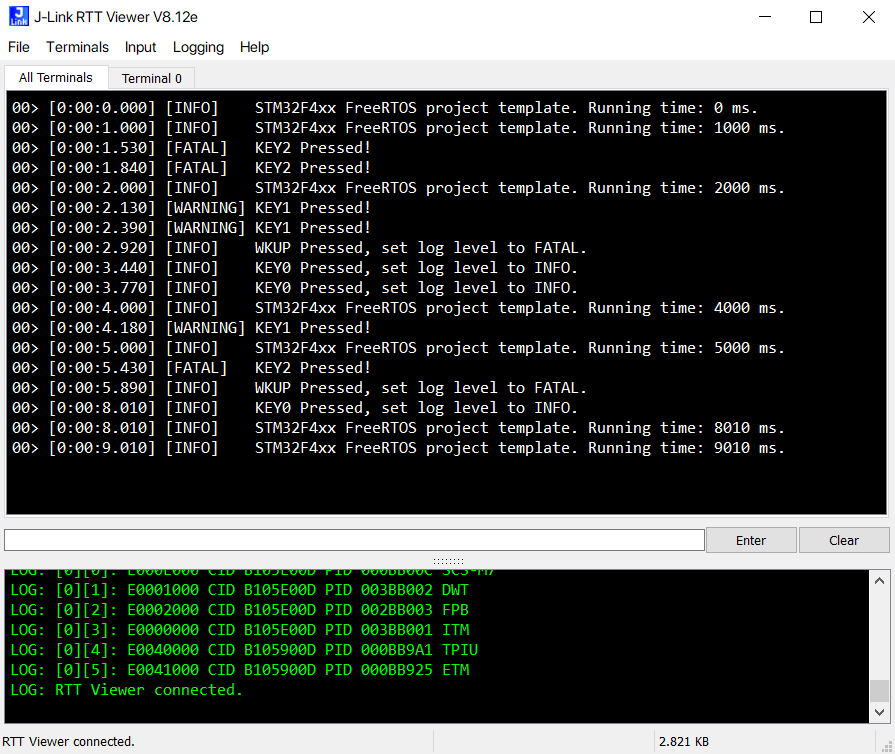 J-Link RTT Viewer V8.12e
File Terminals Input Logging Help
All Terminals Terminal 0
00> [0:00:0.000] [INFO]    STM32F4xx FreeRTOS project template. Running time: 0 ms.
00> [0:00:1.000] [INFO]    STM32F4xx FreeRTOS project template. Running time: 1000 ms.
00> [0:00:1.530] [FATAL]   KEY2 Pressed!
00> [0:00:1.840] [FATAL]   KEY2 Pressed!
00> [0:00:2.000] [INFO]    STM32F4xx FreeRTOS project template. Running time: 2000 ms.
00> [0:00:2.130] [WARNING] KEY1 Pressed!
00> [0:00:2.390] [WARNING] KEY1 Pressed!
00> [0:00:2.920] [INFO]    WKUP Pressed, set log level to FATAL.
00> [0:00:3.440] [INFO]    KEY0 Pressed, set log level to INFO.
00> [0:00:3.770] [INFO]    KEY0 Pressed, set log level to INFO.
00> [0:00:4.000] [INFO]    STM32F4xx FreeRTOS project template. Running time: 4000 ms.
00> [0:00:4.180] [WARNING] KEY1 Pressed!
00> [0:00:5.000] [INFO]    STM32F4xx FreeRTOS project template. Running time: 5000 ms.
00> [0:00:5.430] [FATAL]   KEY2 Pressed!
00> [0:00:5.890] [INFO]    WKUP Pressed, set log level to FATAL.
00> [0:00:8.010] [INFO]    KEY0 Pressed, set log level to INFO.
00> [0:00:8.010] [INFO]    STM32F4xx FreeRTOS project template. Running time: 8010 ms.
00> [0:00:9.010] [INFO]    STM32F4xx FreeRTOS project template. Running time: 9010 ms.
Enter Clear
LOG: [0][0]: E000E000 CID B105E00D PID 000BB00C SCS-M7
LOG: [0][1]: E0001000 CID B105E00D PID 003BB002 DWT
LOG: [0][2]: E0002000 CID B105E00D PID 002BB003 FPB
LOG: [0][3]: E0000000 CID B105E00D PID 003BB001 ITM
LOG: [0][4]: E0040000 CID B105900D PID 000BB9A1 TPIU
LOG: [0][5]: E0041000 CID B105900D PID 000BB925 ETM
LOG: RTT Viewer connected.
RTT Viewer connected. 2.821 KB